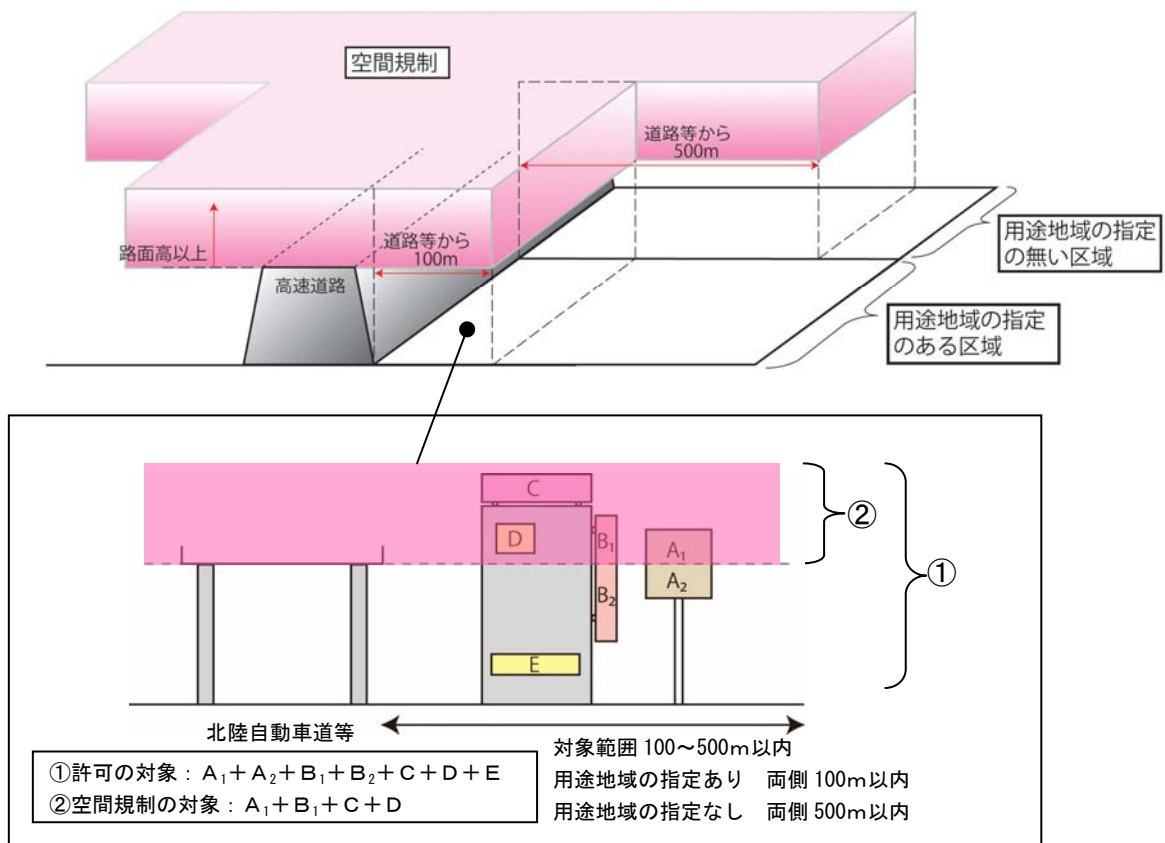 空間規制
道路等から
500m
路面高以上
道路等から
100m
高速道路
用途地域の指定
の無い区域
用途地域の指定
のある区域
C
②
D
B₁
A₁
①
A₂
B₂
E
北陸自動車道等
対象範囲 100～500m以内
①許可の対象：A₁＋A₂＋B₁＋B₂＋C＋D＋E
用途地域の指定あり　両側 100m以内
②空間規制の対象：A₁＋B₁＋C＋D
用途地域の指定なし　両側 500m以内